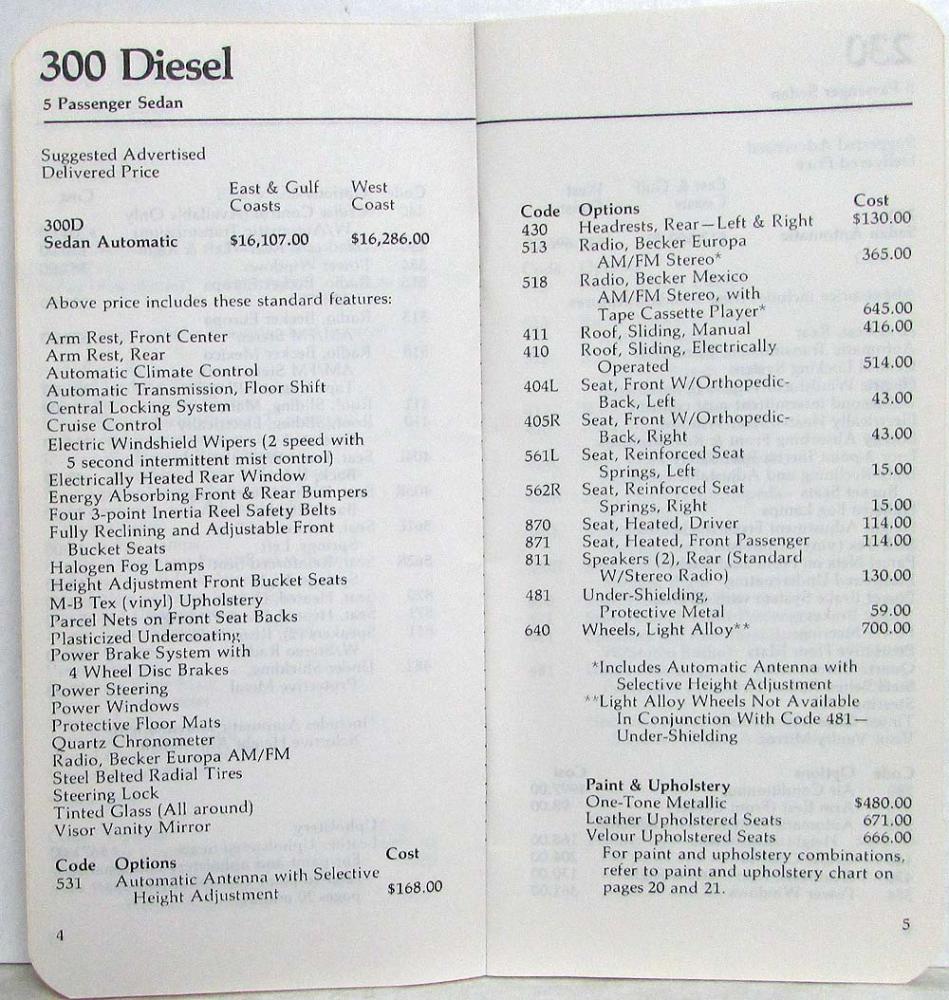 300 Diesel
5 Passenger Sedan
Suggested Advertised
Delivered Price
East & Gulf West
Coasts Coast
300D
Sedan Automatic $16,107.00 $16,286.00
Above price includes these standard features:
Arm Rest, Front Center
Arm Rest, Rear
Automatic Climate Control
Automatic Transmission, Floor Shift
Central Locking System
Cruise Control
Electric Windshield Wipers (2 speed with
5 second intermittent mist control)
Electrically Heated Rear Window
Energy Absorbing Front & Rear Bumpers
Four 3-point Inertia Reel Safety Belts
Fully Reclining and Adjustable Front
Bucket Seats
Halogen Fog Lamps
Height Adjustment Front Bucket Seats
M-B Tex (vinyl) Upholstery
Parcel Nets on Front Seat Backs
Plasticized Undercoating
Power Brake System with
4 Wheel Disc Brakes
Power Steering
Power Windows
Protective Floor Mats
Quartz Chronometer
Radio, Becker Europa AM/FM
Steel Belted Radial Tires
Steering Lock
Tinted Glass (All around)
Visor Vanity Mirror
Code Options Cost
531 Automatic Antenna with Selective
Height Adjustment $168.00
4
Code Options Cost
430 Headrests, Rear—Left & Right $130.00
513 Radio, Becker Europa
AM/FM Stereo* 365.00
518 Radio, Becker Mexico
AM/FM Stereo, with
Tape Cassette Player* 645.00
411 Roof, Sliding, Manual 416.00
410 Roof, Sliding, Electrically
Operated 514.00
404L Seat, Front W/Orthopedic-
Back, Left 43.00
405R Seat, Front W/Orthopedic-
Back, Right 43.00
561L Seat, Reinforced Seat
Springs, Left 15.00
562R Seat, Reinforced Seat
Springs, Right 15.00
870 Seat, Heated, Driver 114.00
871 Seat, Heated, Front Passenger 114.00
811 Speakers (2), Rear (Standard
W/Stereo Radio) 130.00
481 Under-Shielding,
Protective Metal 59.00
640 Wheels, Light Alloy** 700.00
*Includes Automatic Antenna with
Selective Height Adjustment
**Light Alloy Wheels Not Available
In Conjunction With Code 481—
Under-Shielding
Paint & Upholstery
One-Tone Metallic $480.00
Leather Upholstered Seats 671.00
Velour Upholstered Seats 666.00
For paint and upholstery combinations,
refer to paint and upholstery chart on
pages 20 and 21.
5